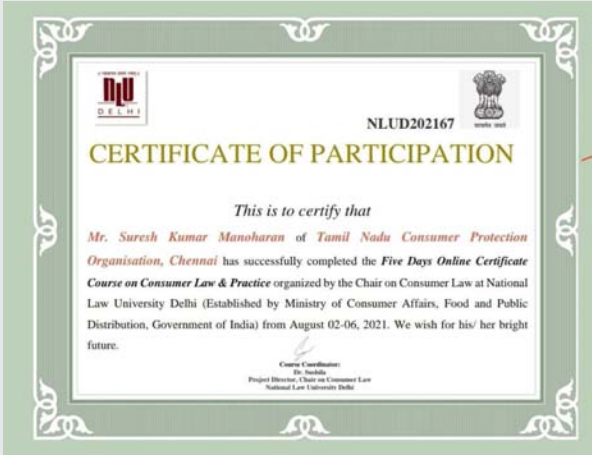 NLU
DELHI
NLUD202167
CERTIFICATE OF PARTICIPATION
This is to certify that
Mr. Suresh Kumar Manoharan of Tamil Nadu Consumer Protection
Organisation, Chennai has successfully completed the Five Days Online Certificate
Course on Consumer Law & Practice organized by the Chair on Consumer Law at National
Law University Delhi (Established by Ministry of Consumer Affairs, Food and Public
Distribution, Government of India) from August 02-06, 2021. We wish for his/ her bright
future.
Course Coordinator:
Dr. Sushila
Project Director, Chair on Consumer Law
National Law University Delhi